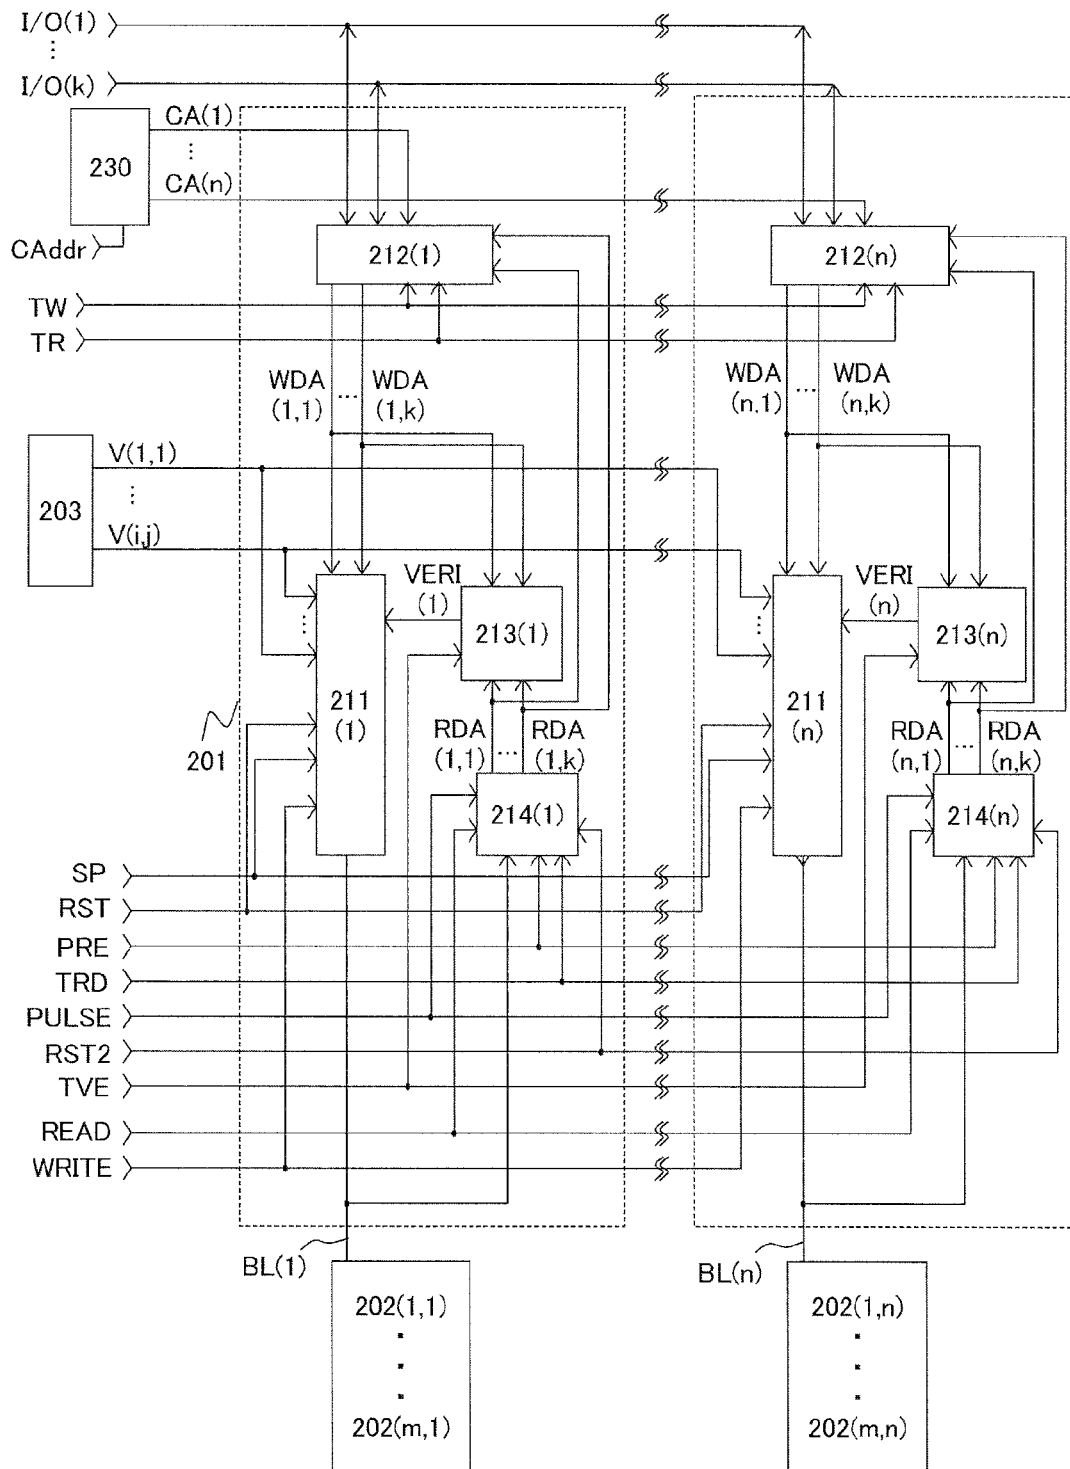 I/O(1)
⋮
I/O(k)
CA(1)
⋮
CA(n)
230
CAddr
212(1)
212(n)
TW
TR
WDA (1,1) … WDA (1,k)
WDA (n,1) … WDA (n,k)
203
V(1,1)
⋮
V(i,j)
VERI (1)
VERI (n)
213(1)
213(n)
211 (1)
211 (n)
201
RDA (1,1) … RDA (1,k)
RDA (n,1) … RDA (n,k)
214(1)
214(n)
SP
RST
PRE
TRD
PULSE
RST2
TVE
READ
WRITE
BL(1)
BL(n)
202(1,1)
202(m,1)
202(1,n)
202(m,n)